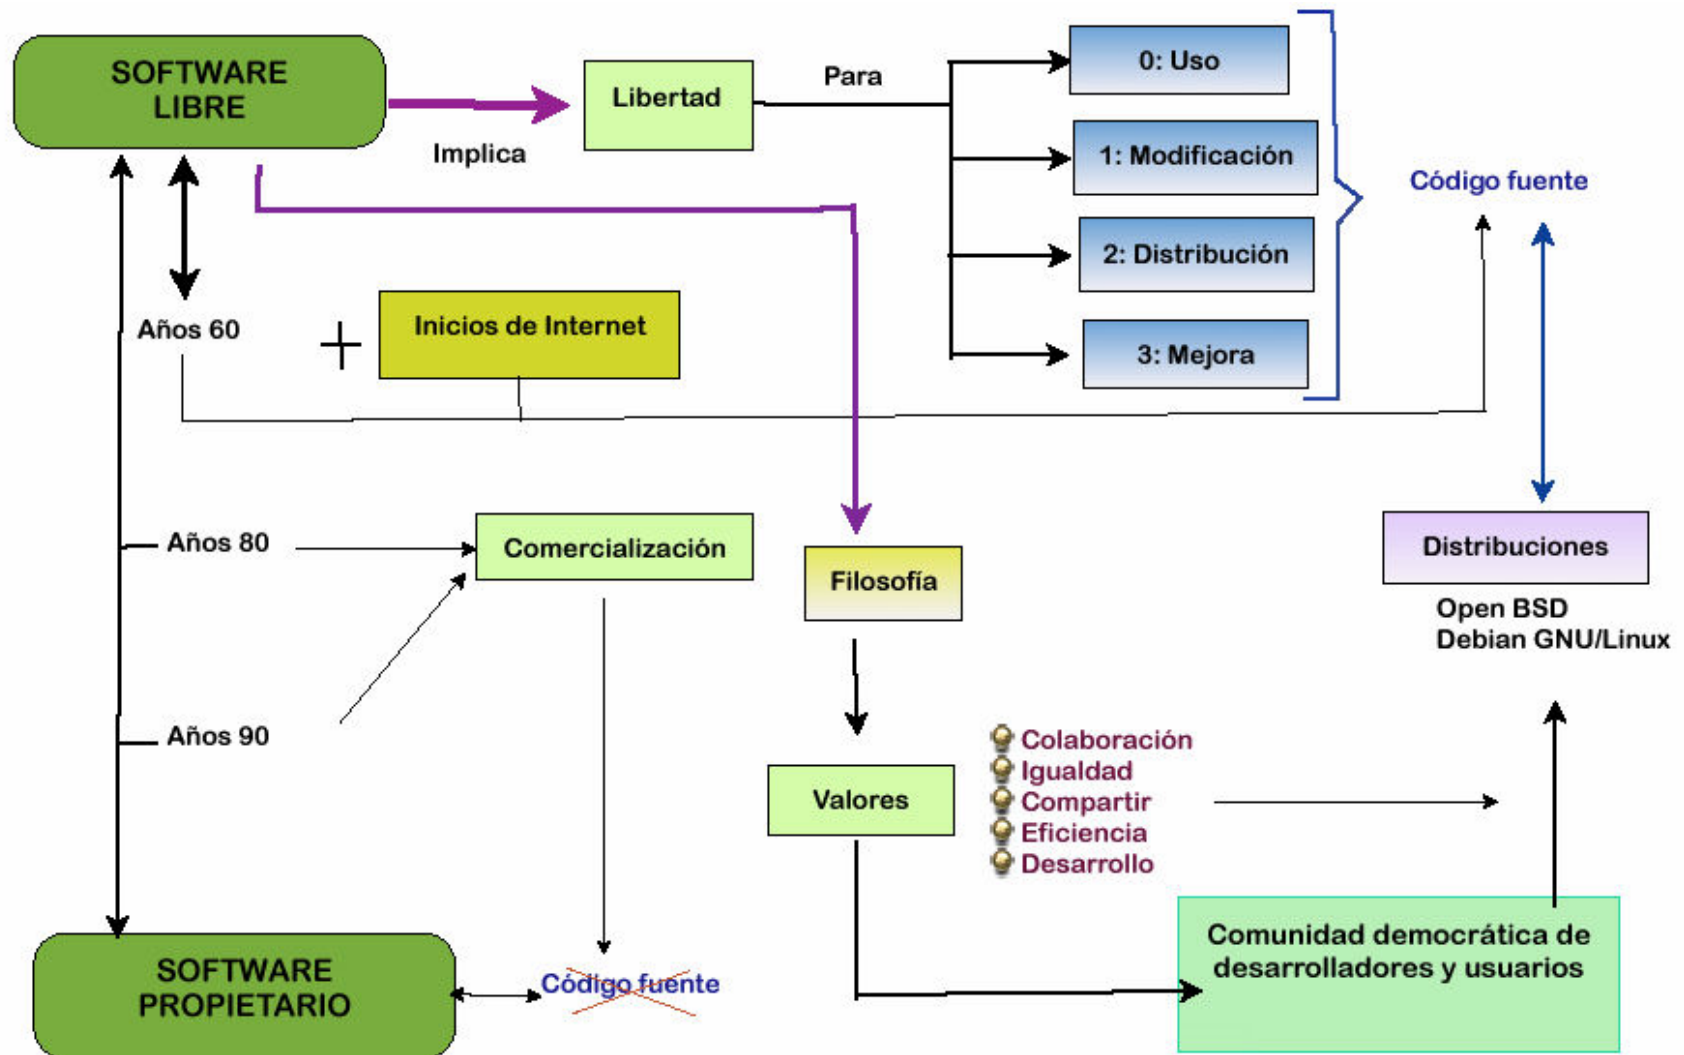 SOFTWARE
LIBRE
Implica
Libertad
Para
0: Uso
1: Modificación
2: Distribución
3: Mejora
Código fuente
Años 60
Inicios de Internet
Años 80
Comercialización
Filosofía
Distribuciones
Open BSD
Debian GNU/Linux
Años 90
Valores
Colaboración
Igualdad
Compartir
Eficiencia
Desarrollo
SOFTWARE
PROPIETARIO
Código fuente
Comunidad democrática de
desarrolladores y usuarios